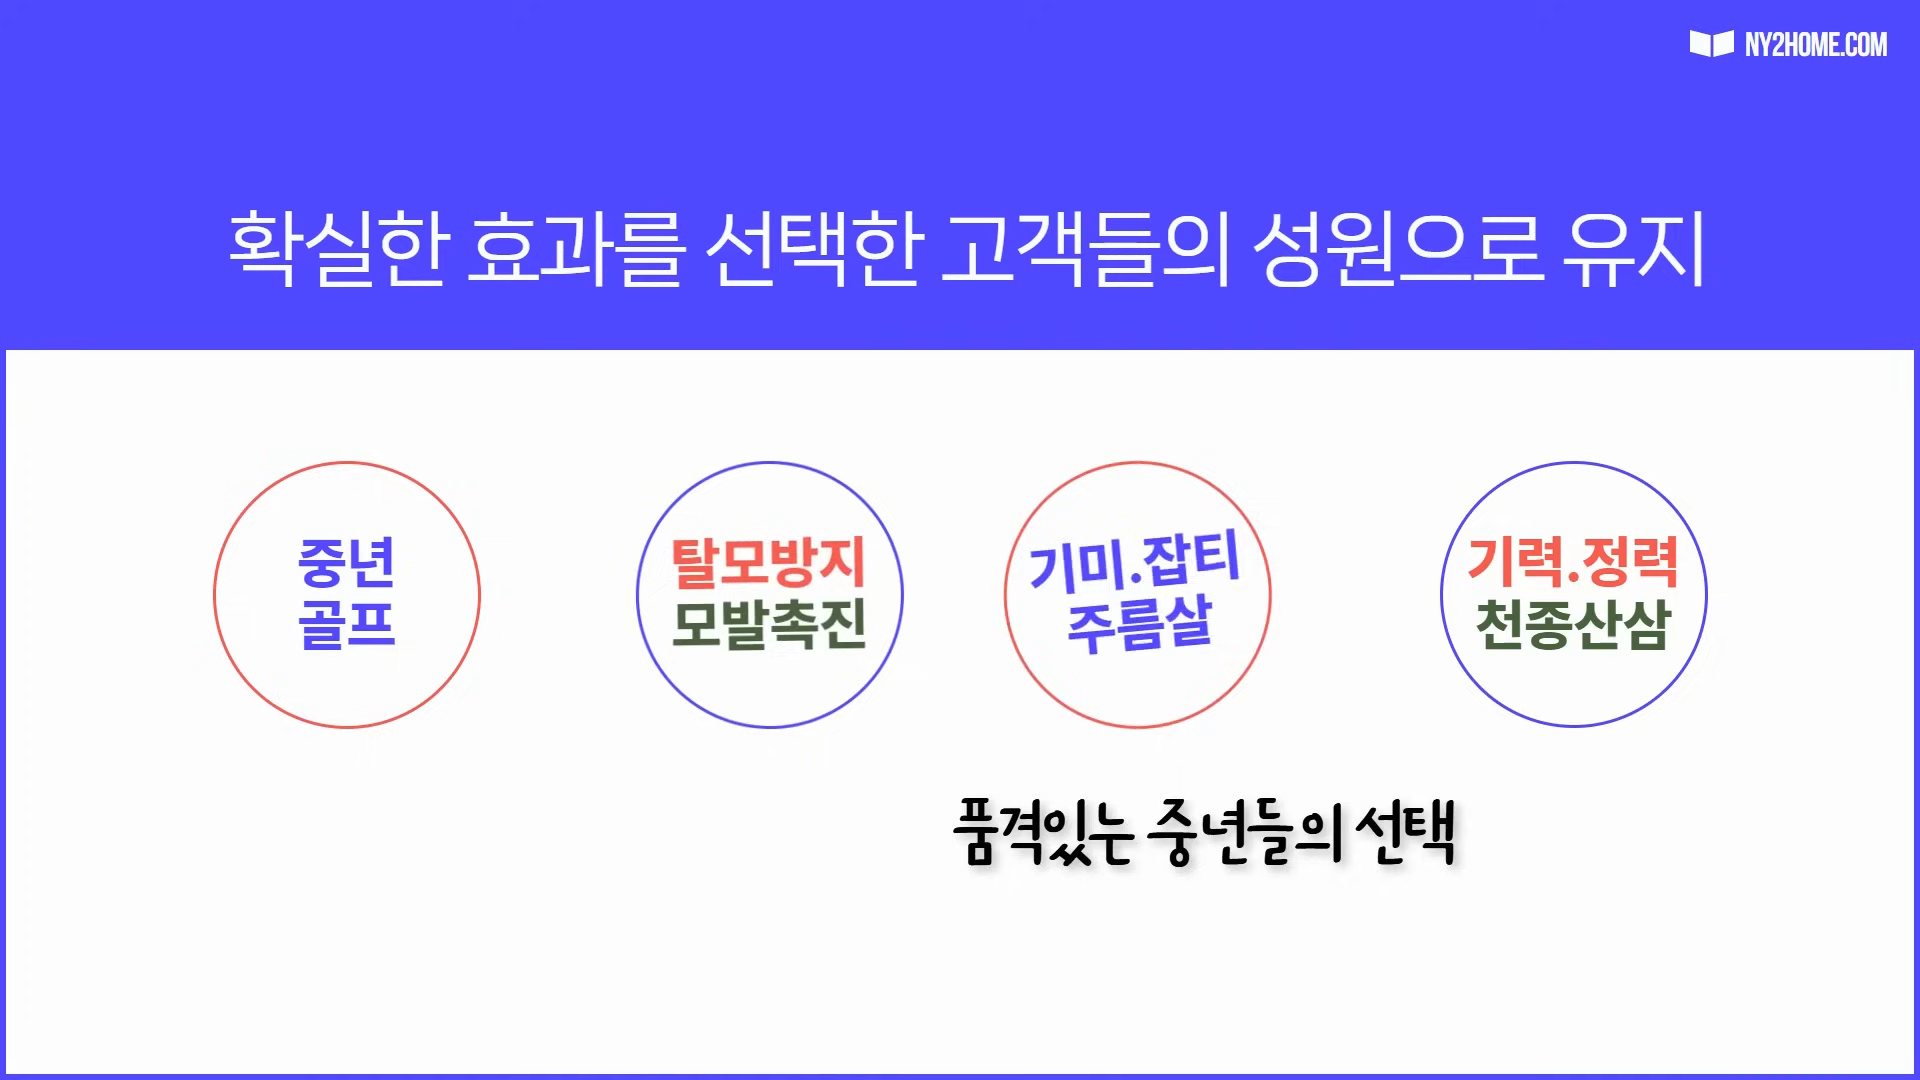 NY2HOME.COM
확실한 효과를 선택한 고객들의 성원으로 유지
중년
골프
탈모방지
모발촉진
기미.잡티
주름살
기력.정력
천종산삼
품격있는 중년들의 선택